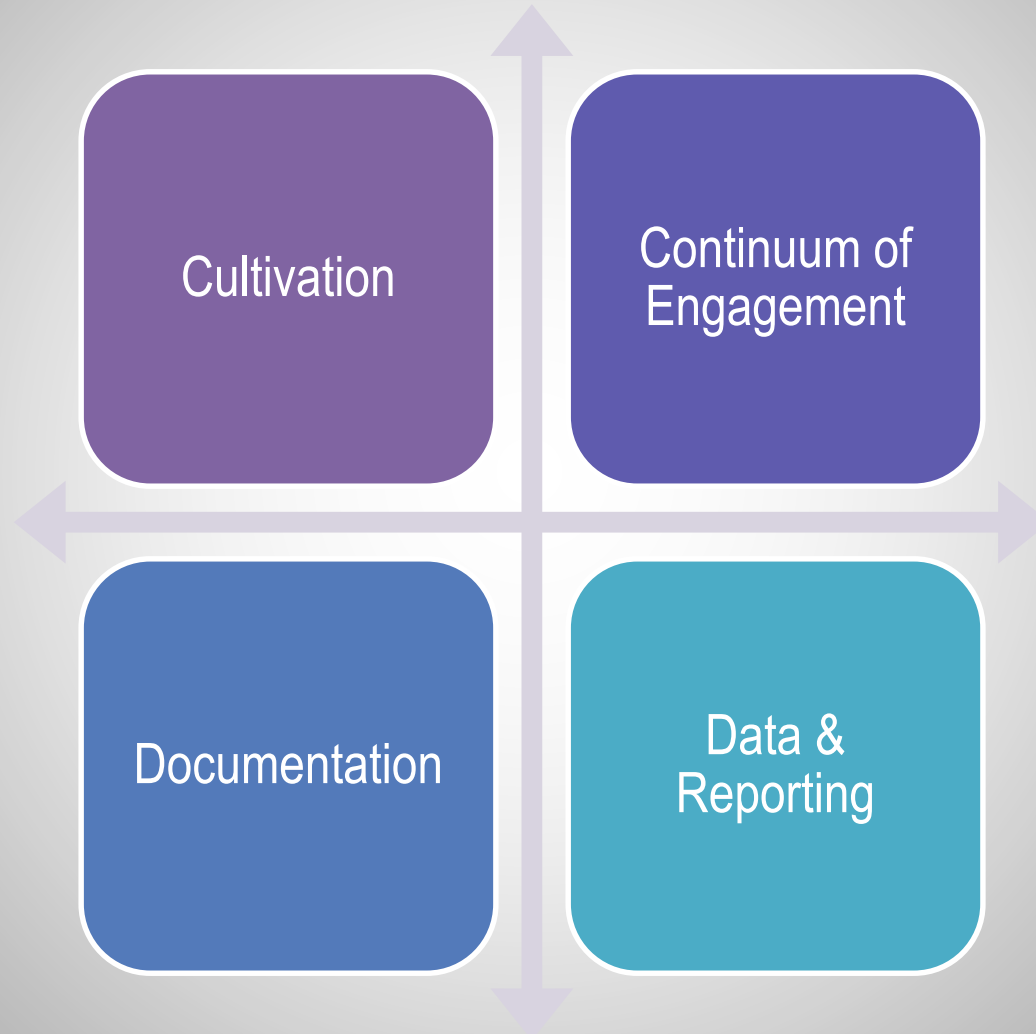 Cultivation
Continuum of
Engagement
Documentation
Data &
Reporting